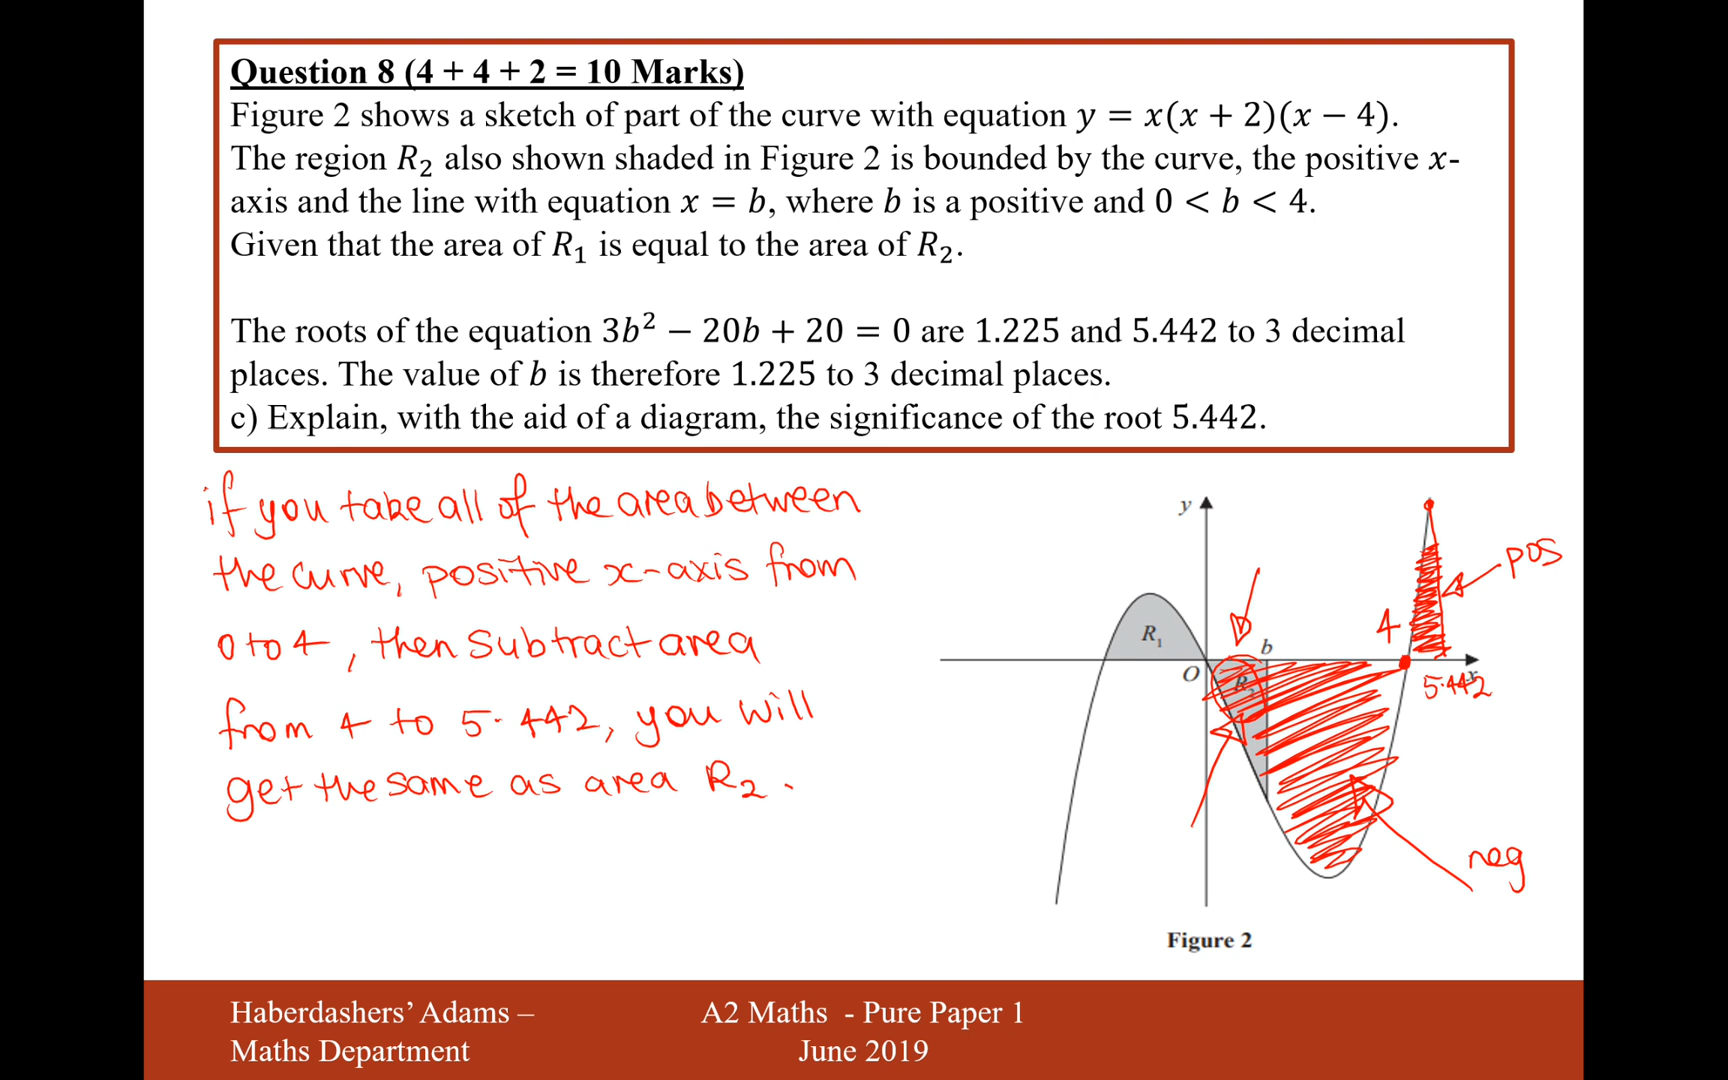 Question 8 (4 + 4 + 2 = 10 Marks)
Figure 2 shows a sketch of part of the curve with equation y = x(x + 2)(x − 4).
The region R₂ also shown shaded in Figure 2 is bounded by the curve, the positive x-
axis and the line with equation x = b, where b is a positive and 0 < b < 4.
Given that the area of R₁ is equal to the area of R₂.
The roots of the equation 3b² − 20b + 20 = 0 are 1.225 and 5.442 to 3 decimal
places. The value of b is therefore 1.225 to 3 decimal places.
c) Explain, with the aid of a diagram, the significance of the root 5.442.
if you take all of the area between
the curve, positive x-axis from
0 to 4, then subtract area
from 4 to 5.442, you will
get the same as area R₂.
y
pos
4
R₁
b
O
R₂
x
5.442
neg
Figure 2
Haberdashers' Adams –
Maths Department
A2 Maths - Pure Paper 1
June 2019